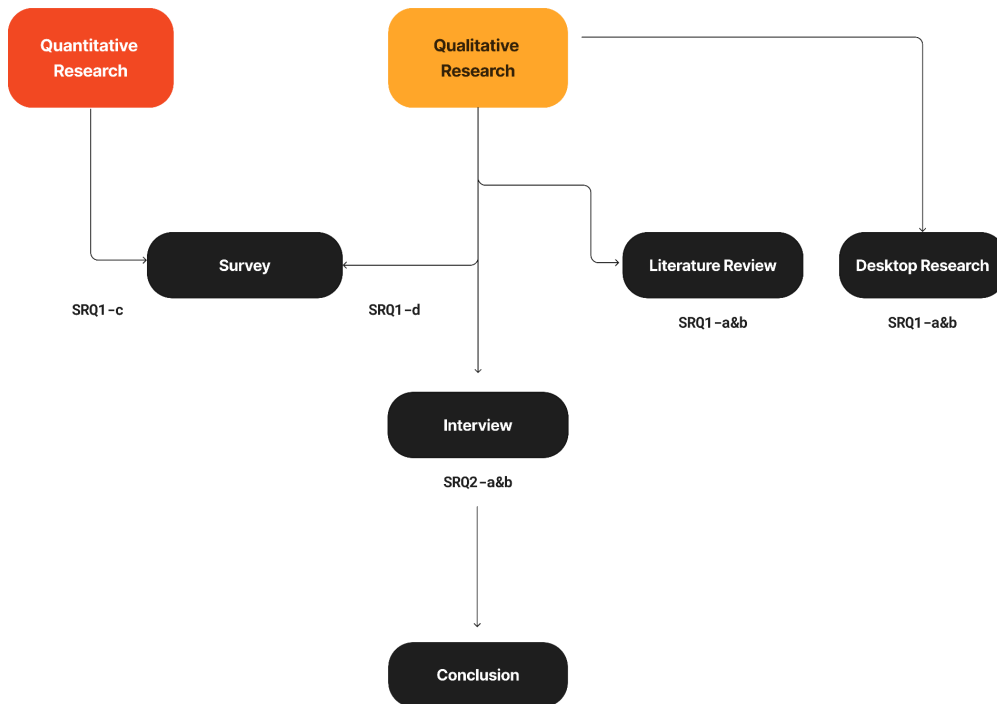 Quantitative
Research
Qualitative
Research
Survey
Literature Review
Desktop Research
SRQ1-c
SRQ1-d
SRQ1-a&b
SRQ1-a&b
Interview
SRQ2-a&b
Conclusion